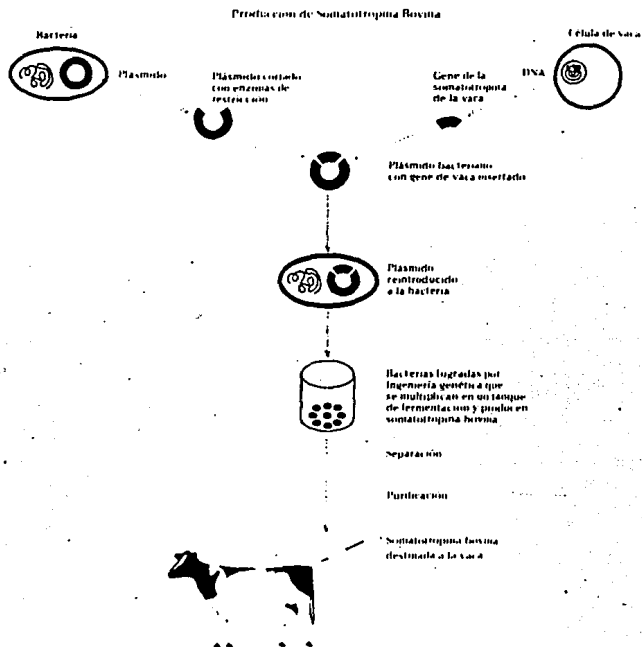 Producción de Somatotropina Bovina
Bacteria
Célula de vaca
Plásmido
Plásmido cortado
con enzimas de
restricción
Gene de la
somatotropina
de la vaca
DNA
Plásmido bacteriano
con gene de vaca insertado
Plásmido
reintroducido
a la bacteria
Bacterias logradas por
Ingeniería genética que
se multiplican en un tanque
de fermentación y producen
somatotropina bovina
Separación
Purificación
Somatotropina bovina
destinada a la vaca